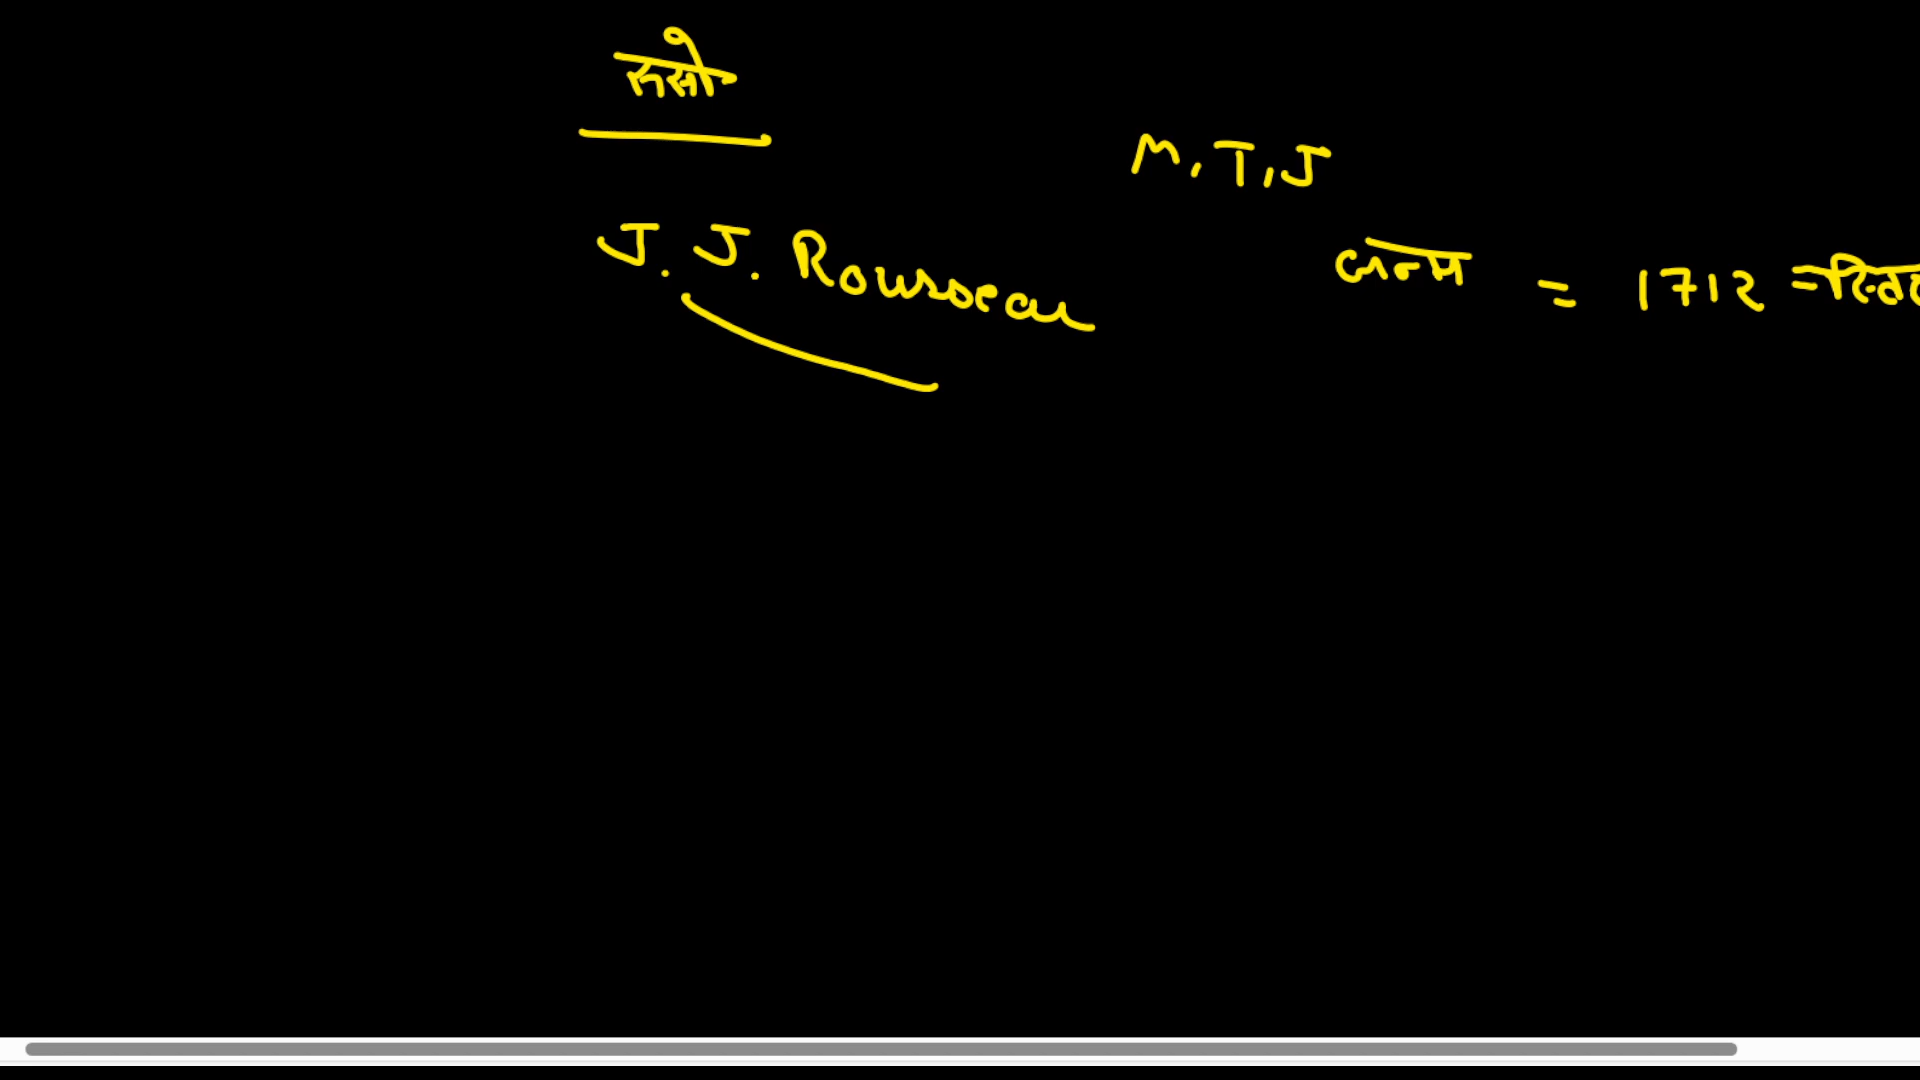 रूसो
M. T. J
J. J. Rousseau
जन्म = 1712 =